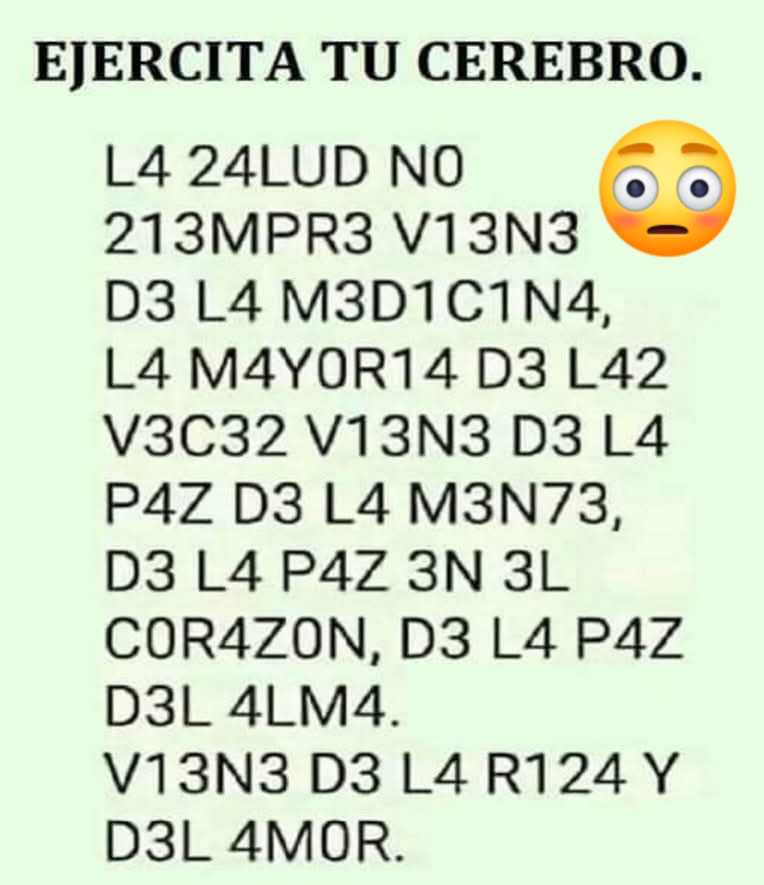 EJERCITA TU CEREBRO.
L4 24LUD N0
213MPR3 V13N3
D3 L4 M3D1C1N4,
L4 M4Y0R14 D3 L42
V3C32 V13N3 D3 L4
P4Z D3 L4 M3N73,
D3 L4 P4Z 3N 3L
C0R4Z0N, D3 L4 P4Z
D3L 4LM4.
V13N3 D3 L4 R124 Y
D3L 4M0R.